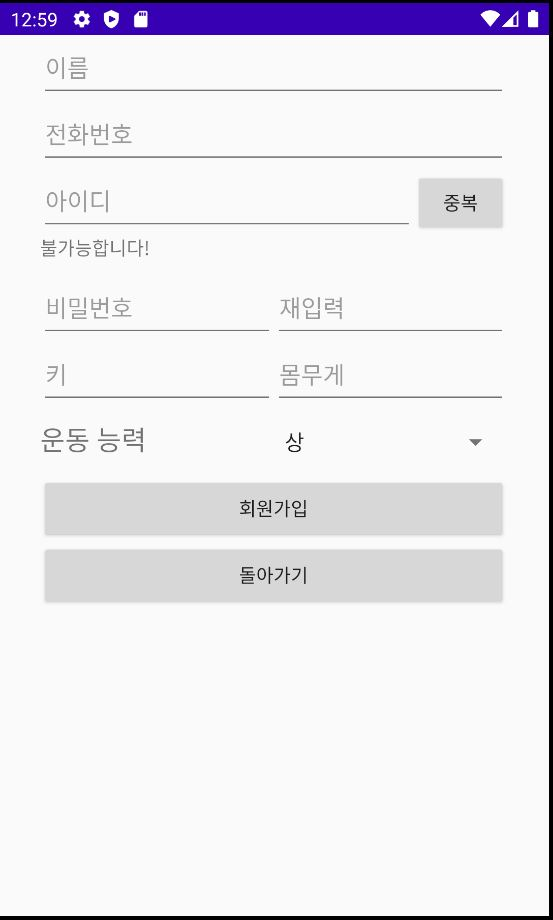 12:59
이름
전화번호
아이디
중복
불가능합니다!
비밀번호 재입력
키 몸무게
운동 능력 상
회원가입
돌아가기